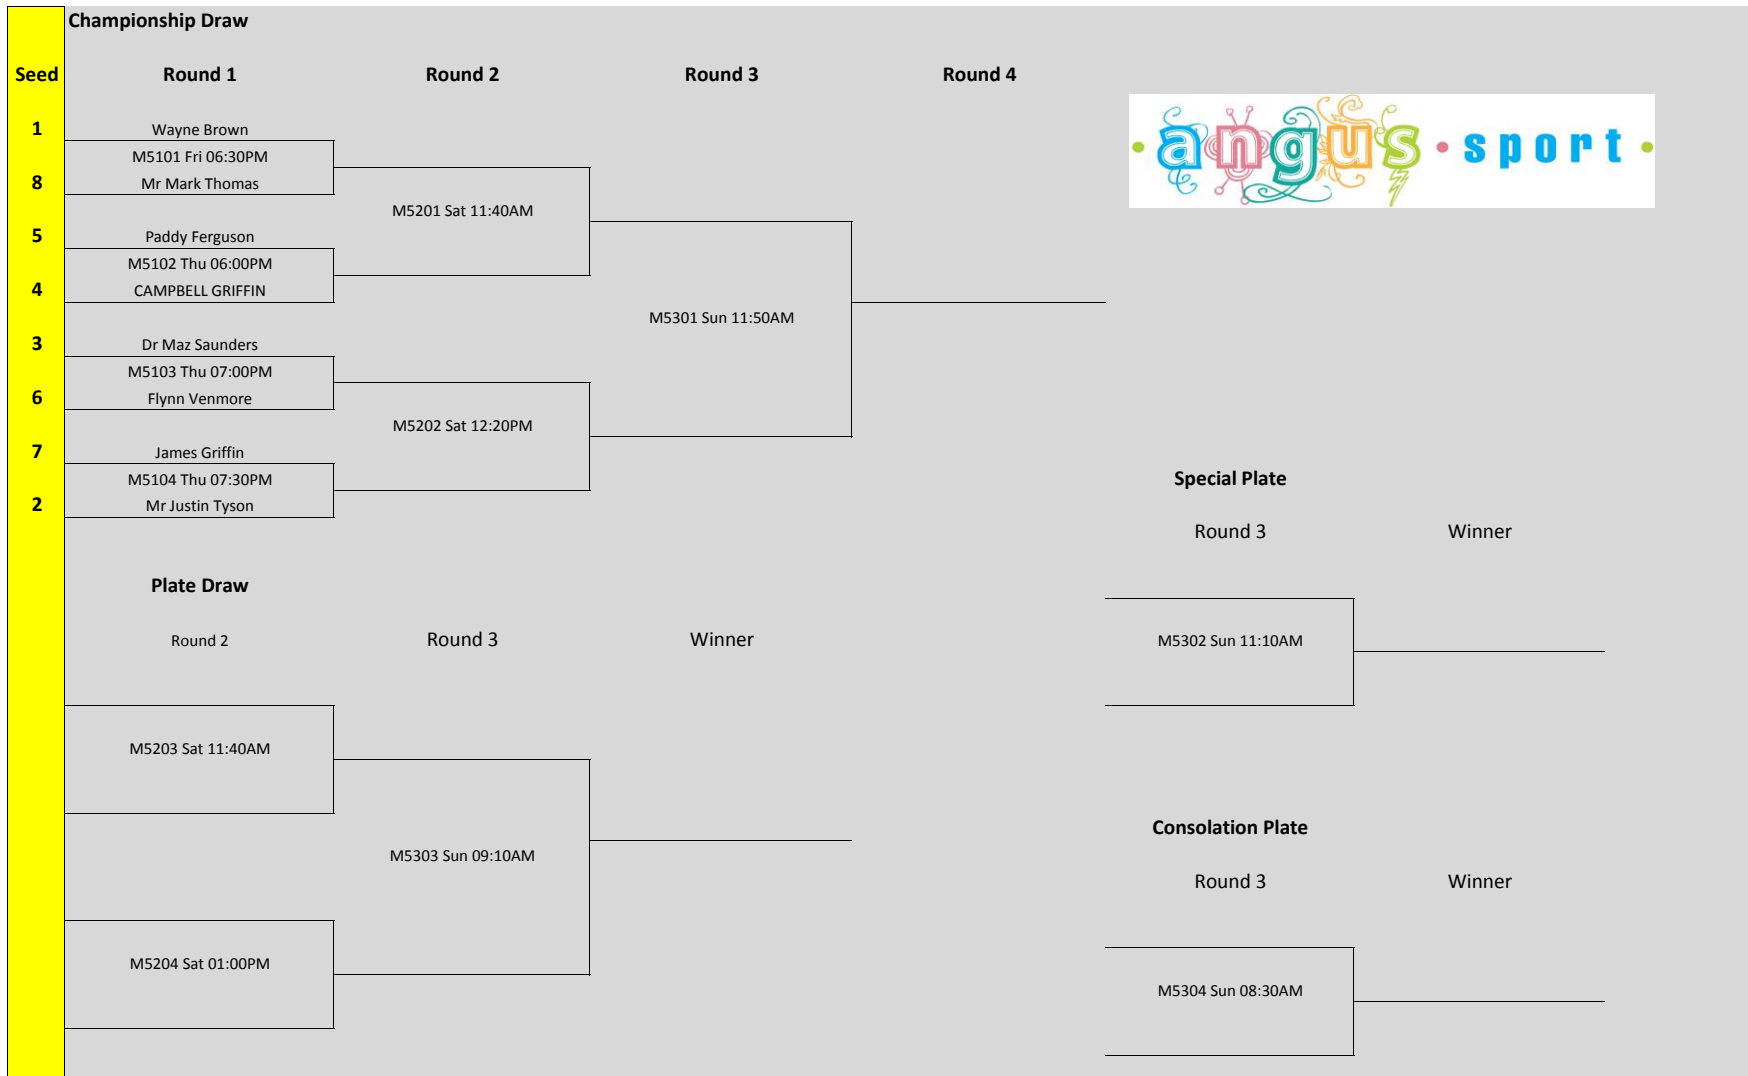 Championship Draw
Seed Round 1 Round 2 Round 3 Round 4
angus sport
1 Wayne Brown
M5101 Fri 06:30PM
8 Mr Mark Thomas
M5201 Sat 11:40AM
5 Paddy Ferguson
M5102 Thu 06:00PM
4 CAMPBELL GRIFFIN
M5301 Sun 11:50AM
3 Dr Maz Saunders
M5103 Thu 07:00PM
6 Flynn Venmore
M5202 Sat 12:20PM
7 James Griffin
M5104 Thu 07:30PM
2 Mr Justin Tyson
Special Plate
Round 3 Winner
Plate Draw
Round 2 Round 3 Winner
M5302 Sun 11:10AM
M5203 Sat 11:40AM
Consolation Plate
M5303 Sun 09:10AM
Round 3 Winner
M5204 Sat 01:00PM
M5304 Sun 08:30AM